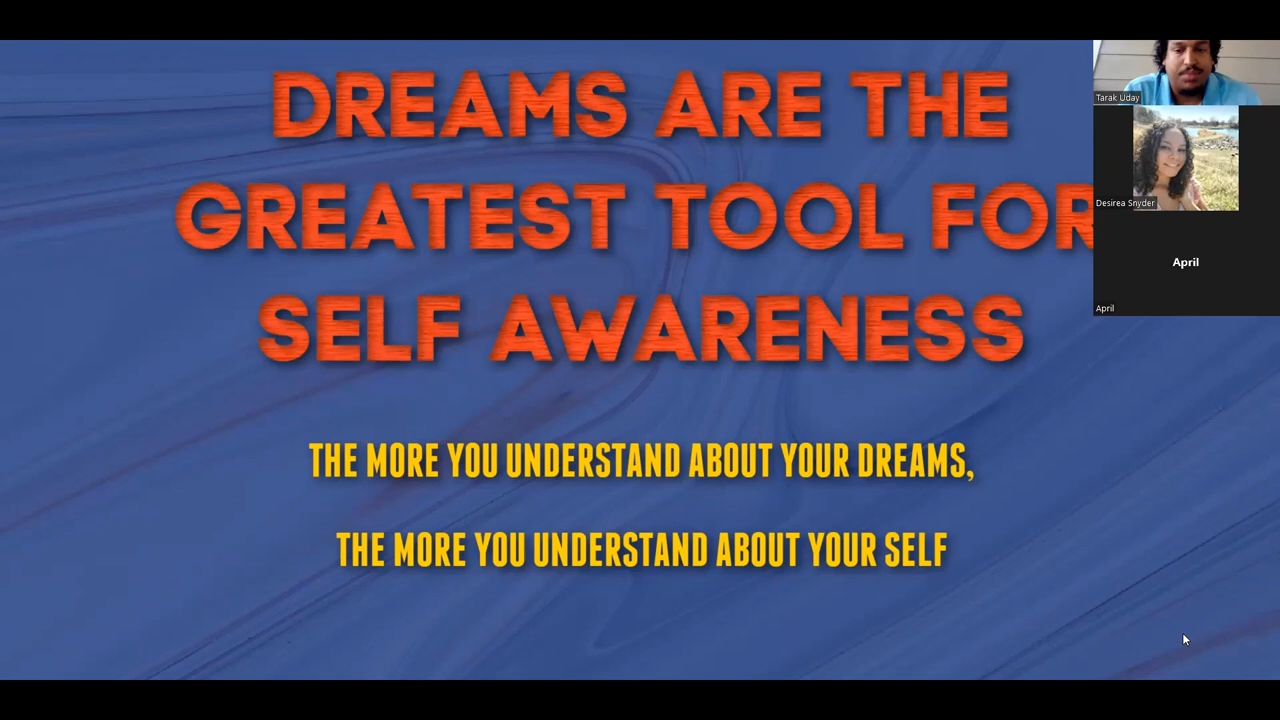 DREAMS ARE THE
GREATEST TOOL FOR
SELF AWARENESS
THE MORE YOU UNDERSTAND ABOUT YOUR DREAMS,
THE MORE YOU UNDERSTAND ABOUT YOUR SELF
Tarak Uday
Desirea Snyder
April
April